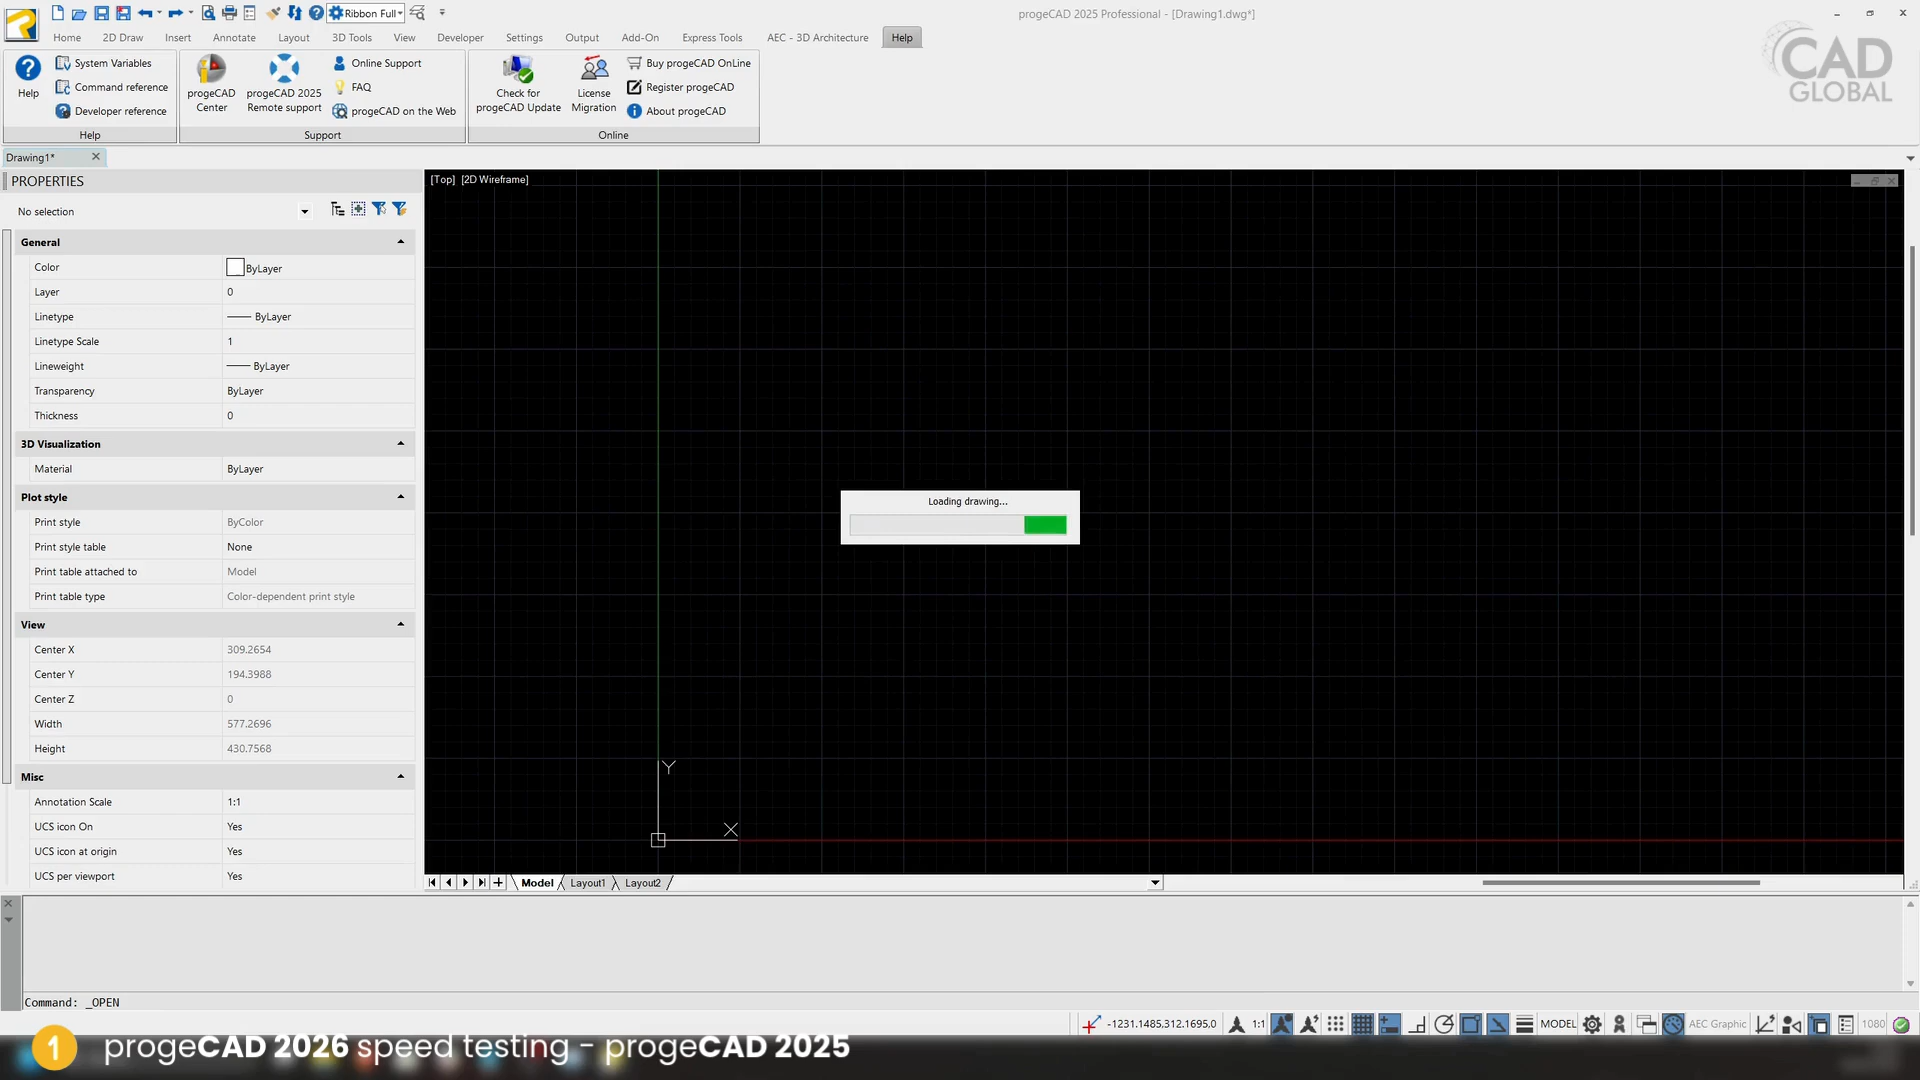 Ribbon Full
progeCAD 2025 Professional - [Drawing1.dwg*]
Home 2D Draw Insert Annotate Layout 3D Tools View Developer Settings Output Add-On Express Tools AEC - 3D Architecture Help
CAD
GLOBAL
Help
System Variables
Command reference
Developer reference
Help
progeCAD
Center
progeCAD 2025
Remote support
Online Support
FAQ
progeCAD on the Web
Support
Check for
progeCAD Update
License
Migration
Buy progeCAD OnLine
Register progeCAD
About progeCAD
Online
Drawing1*
PROPERTIES
No selection
General
Color ByLayer
Layer 0
Linetype ByLayer
Linetype Scale 1
Lineweight ByLayer
Transparency ByLayer
Thickness 0
3D Visualization
Material ByLayer
Plot style
Print style ByColor
Print style table None
Print table attached to Model
Print table type Color-dependent print style
View
Center X 309.2654
Center Y 194.3988
Center Z 0
Width 577.2696
Height 430.7568
Misc
Annotation Scale 1:1
UCS icon On Yes
UCS icon at origin Yes
UCS per viewport Yes
[Top] [2D Wireframe]
Loading drawing...
Y
X
Model Layout1 Layout2
Command: _OPEN
-1231.1485,312.1695,0 1:1 MODEL AEC Graphic 1080
1 progeCAD 2026 speed testing - progeCAD 2025